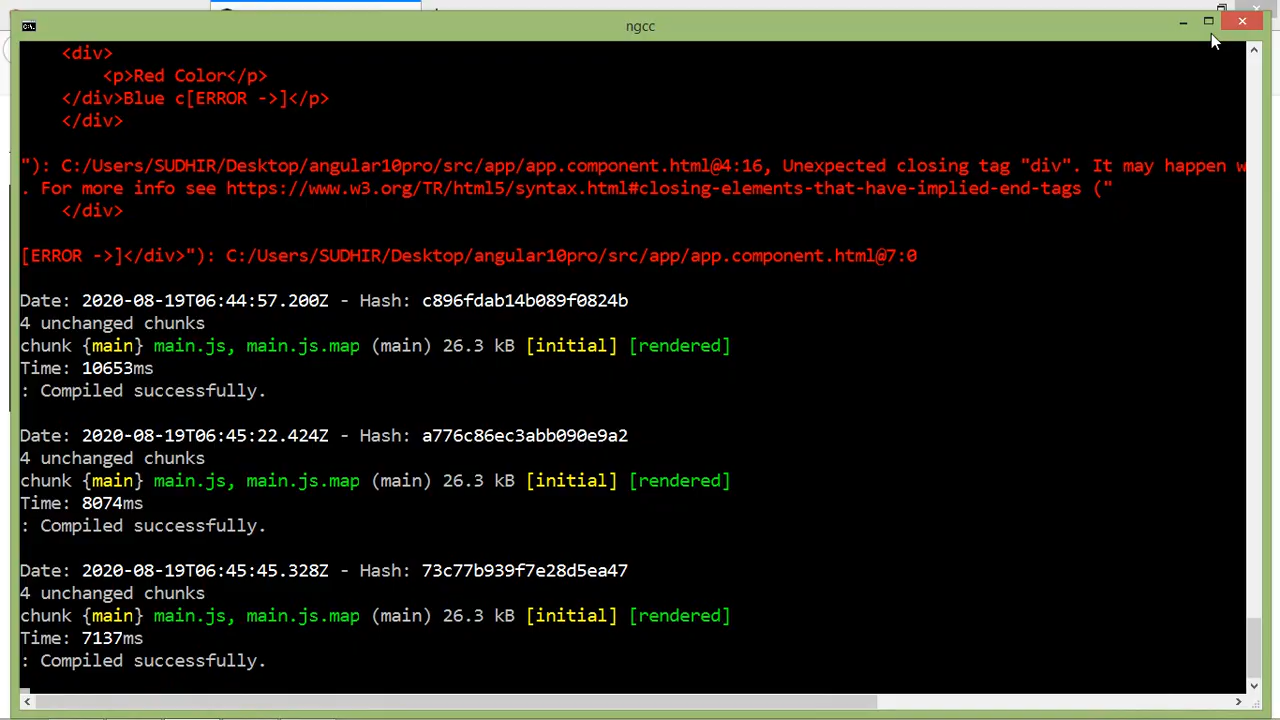 ngcc
<div>
<p>Red Color</p>
</div>Blue c[ERROR ->]</p>
</div>
"): C:/Users/SUDHIR/Desktop/angular10pro/src/app/app.component.html@4:16, Unexpected closing tag "div". It may happen w
. For more info see https://www.w3.org/TR/html5/syntax.html#closing-elements-that-have-implied-end-tags ("
</div>
[ERROR ->]</div>"): C:/Users/SUDHIR/Desktop/angular10pro/src/app/app.component.html@7:0
Date: 2020-08-19T06:44:57.200Z - Hash: c896fdab14b089f0824b
4 unchanged chunks
chunk {main} main.js, main.js.map (main) 26.3 kB [initial] [rendered]
Time: 10653ms
: Compiled successfully.
Date: 2020-08-19T06:45:22.424Z - Hash: a776c86ec3abb090e9a2
4 unchanged chunks
chunk {main} main.js, main.js.map (main) 26.3 kB [initial] [rendered]
Time: 8074ms
: Compiled successfully.
Date: 2020-08-19T06:45:45.328Z - Hash: 73c77b939f7e28d5ea47
4 unchanged chunks
chunk {main} main.js, main.js.map (main) 26.3 kB [initial] [rendered]
Time: 7137ms
: Compiled successfully.